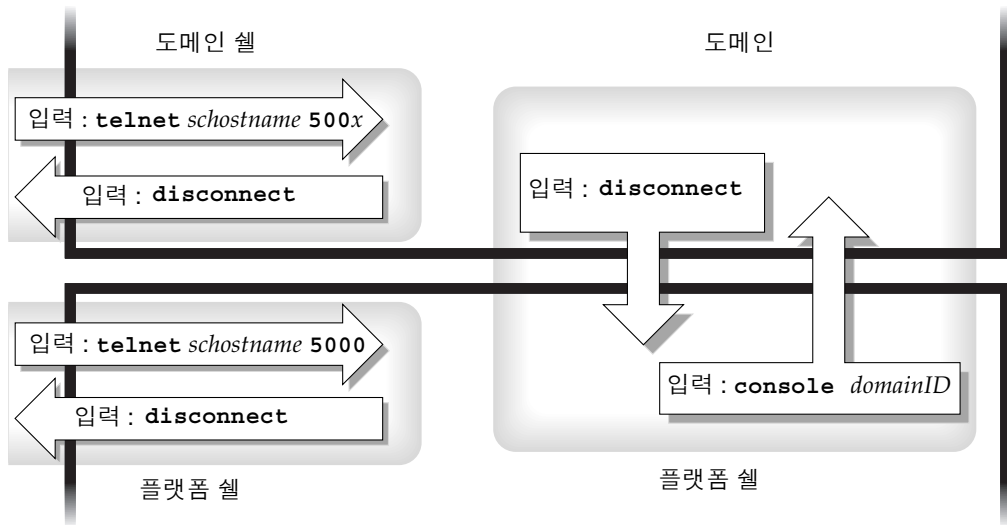 도메인 쉘
입력 : telnet schostname 500x
입력 : disconnect
도메인
입력 : disconnect
입력 : telnet schostname 5000
입력 : disconnect
플랫폼 쉘
입력 : console domainID
플랫폼 쉘